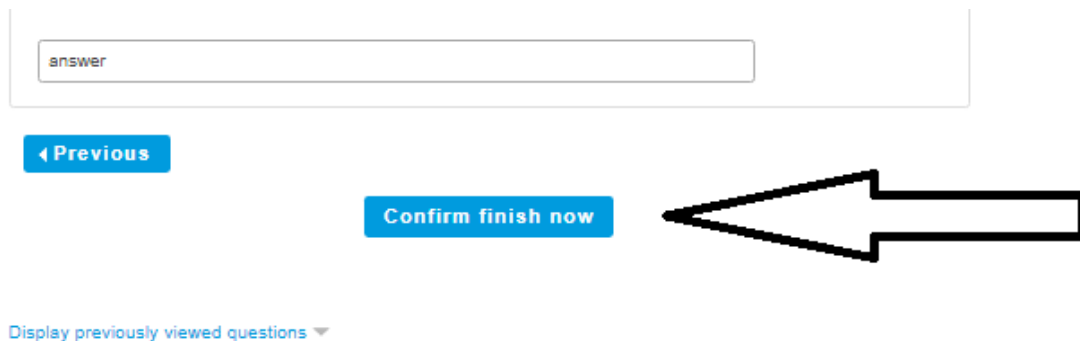 answer
Previous
Confirm finish now
Display previously viewed questions